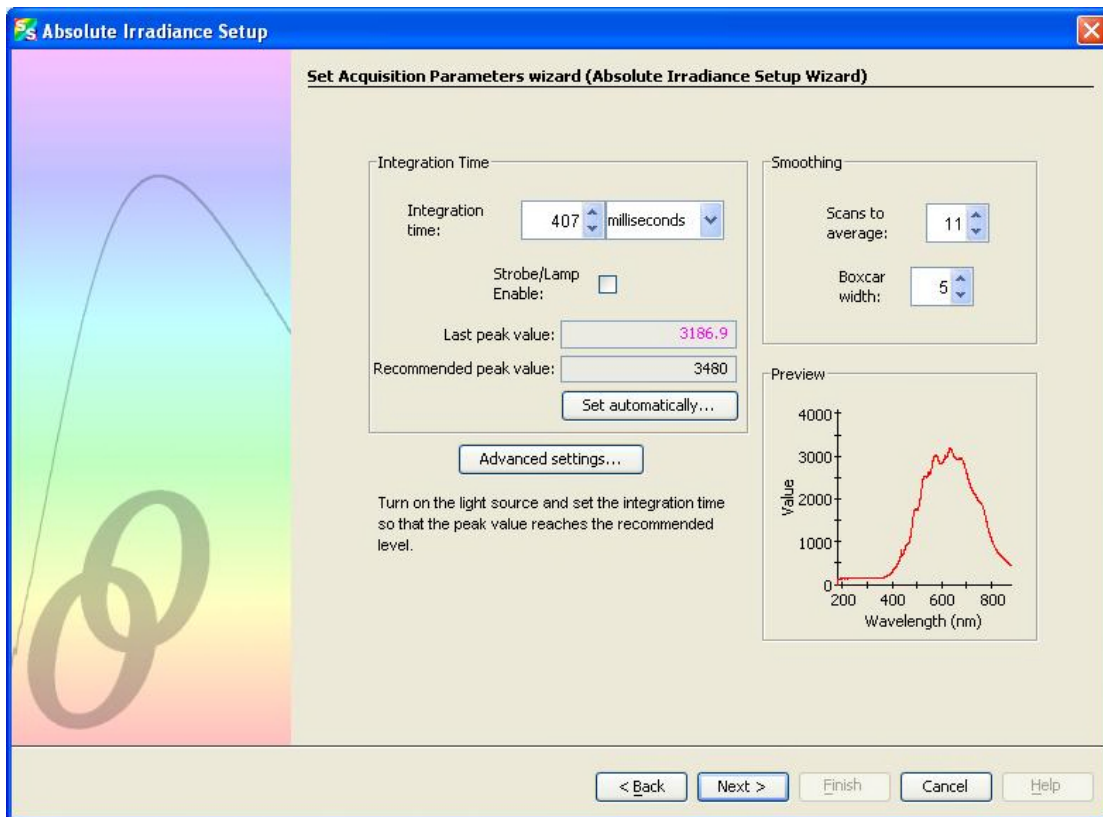 Absolute Irradiance Setup
Set Acquisition Parameters wizard (Absolute Irradiance Setup Wizard)
Integration Time
Integration
time:
407
milliseconds
Strobe/Lamp
Enable:
Last peak value:
3186.9
Recommended peak value:
3480
Set automatically...
Advanced settings...
Turn on the light source and set the integration time
so that the peak value reaches the recommended
level.
Smoothing
Scans to
average:
11
Boxcar
width:
5
Preview
4000
3000
2000
1000
0
Value
200 400 600 800
Wavelength (nm)
< Back
Next >
Finish
Cancel
Help